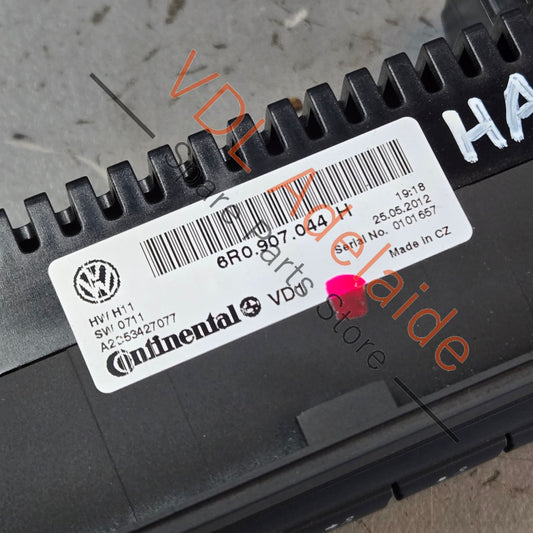 HA
6R0.907.044 H
19:18
25.05.2012
Serial No. 0101657
Made in CZ
HW H11
SW 0711
A2C53427077
Continental VDO
VDL Adelaide
Spare Parts Store